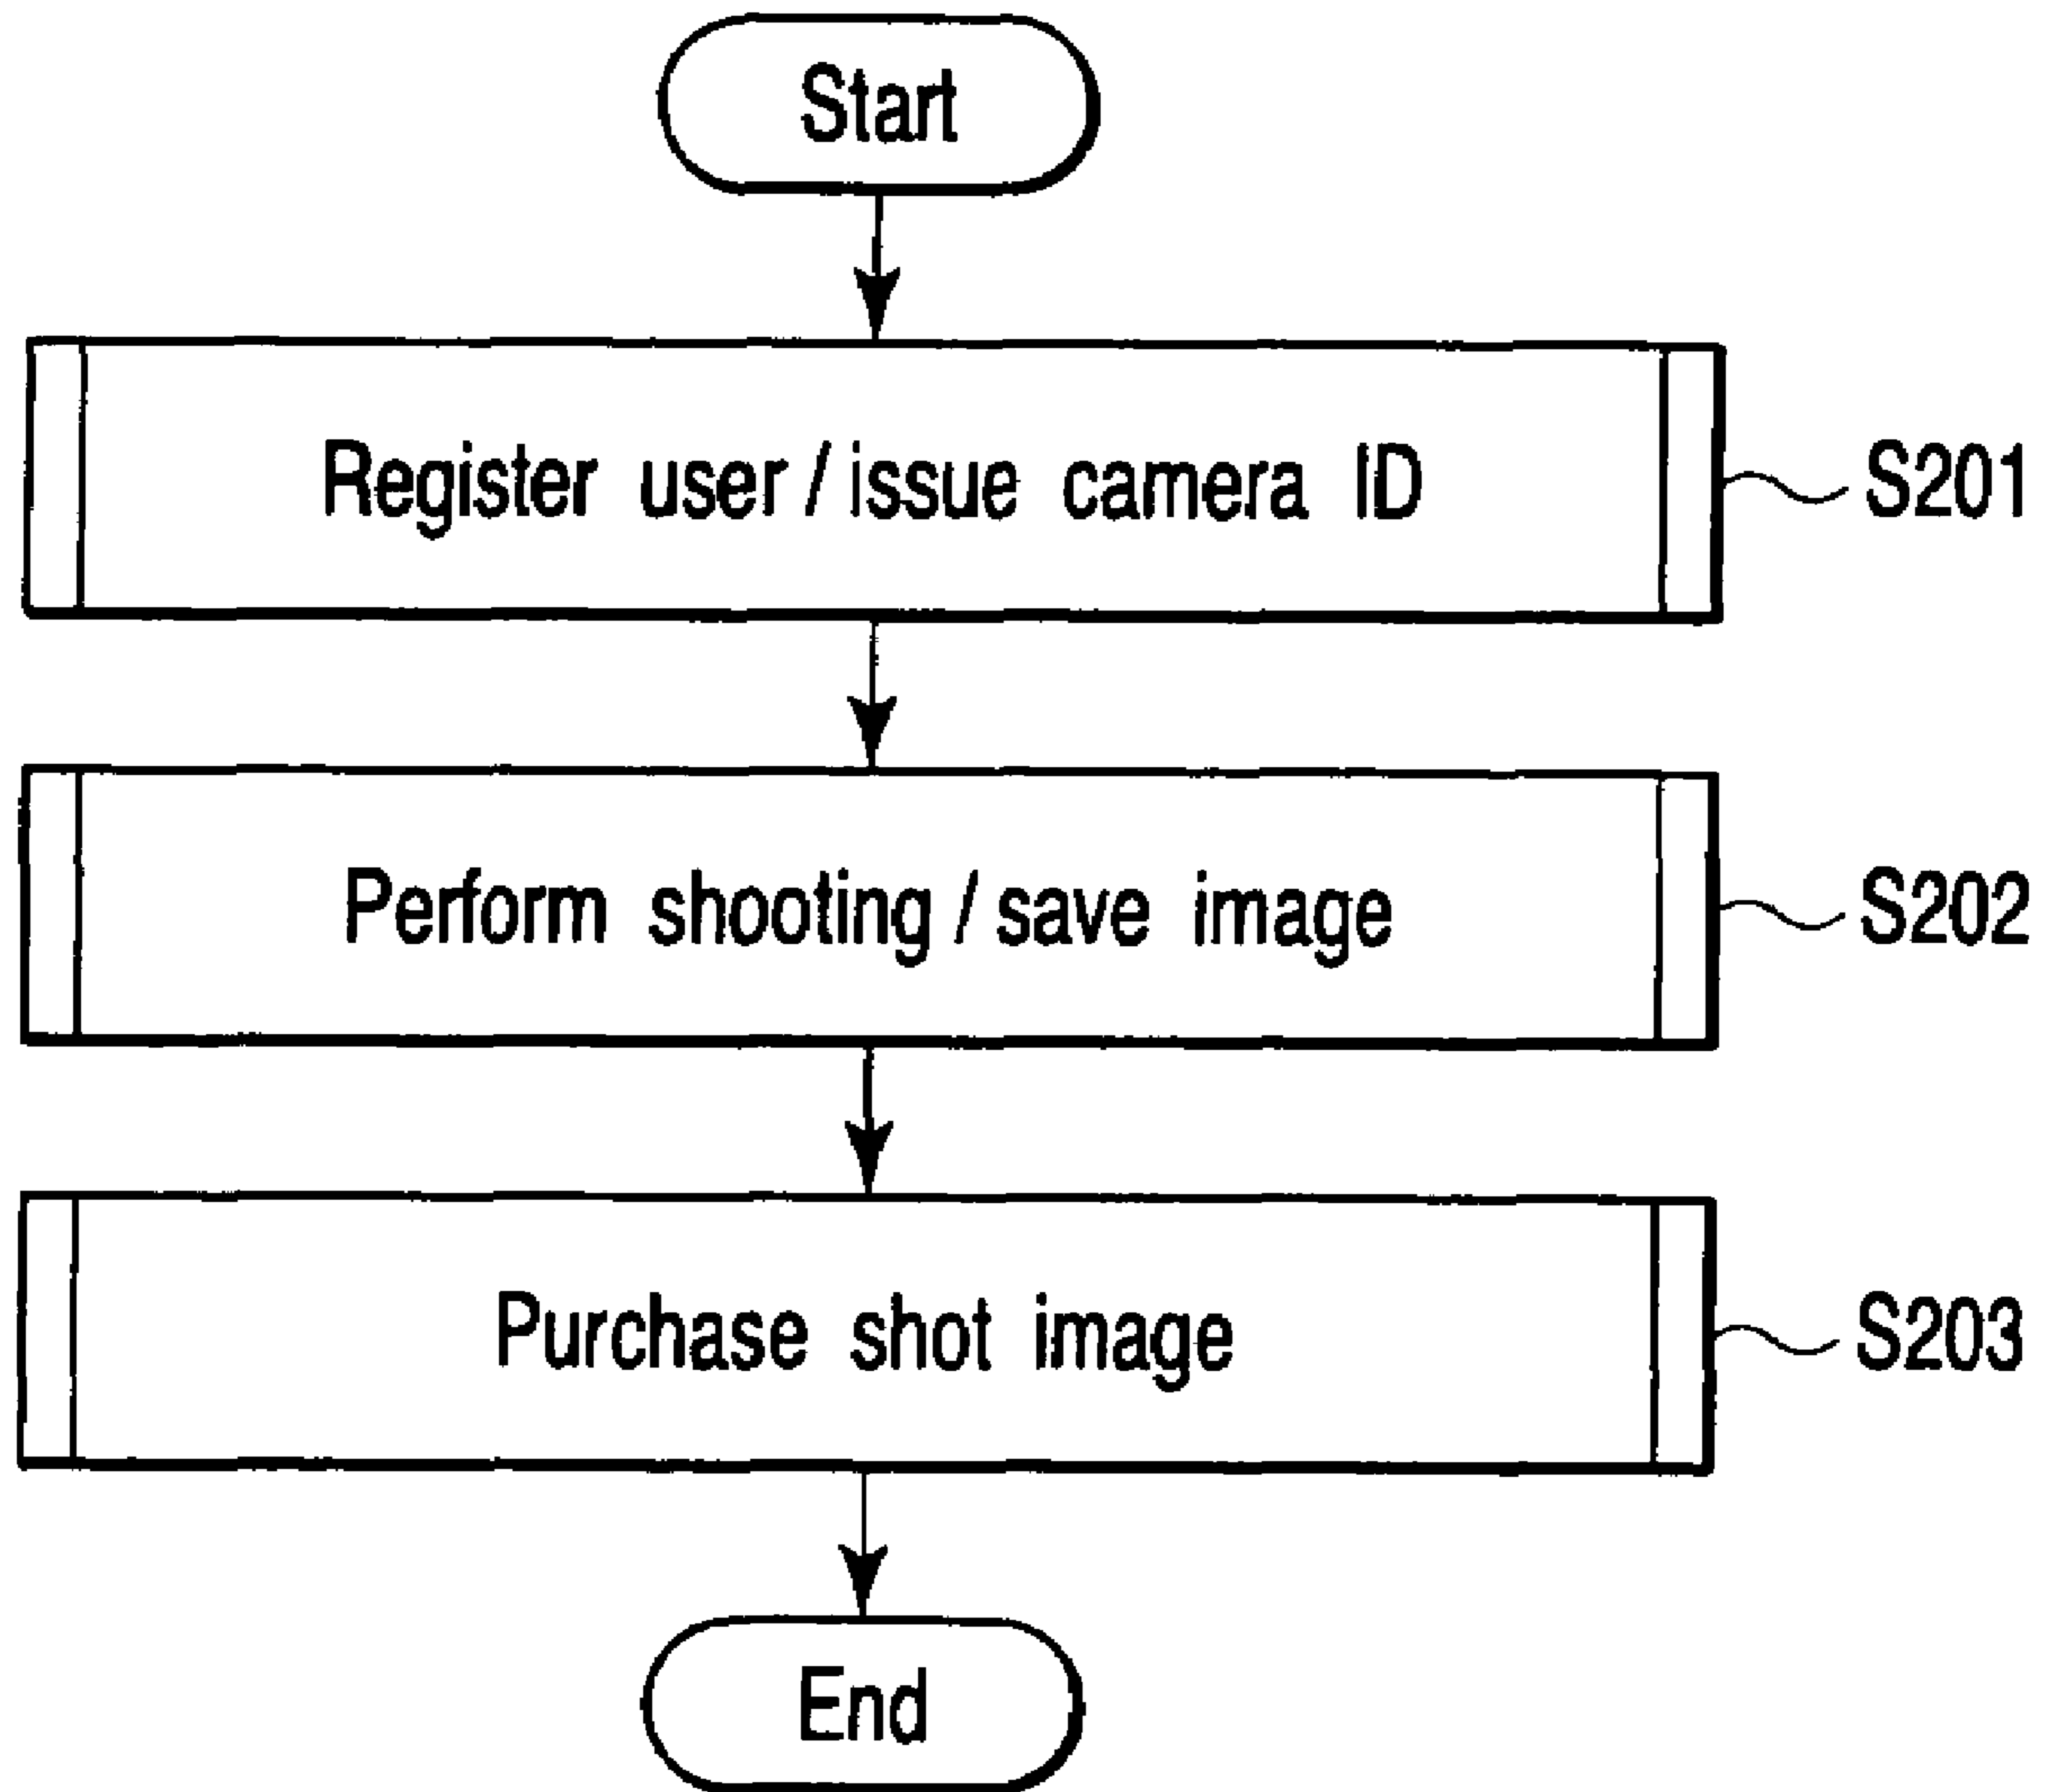 Start
Register user / issue camera ID
S201
Perform shooting / save image
S202
Purchase shot image
S203
End